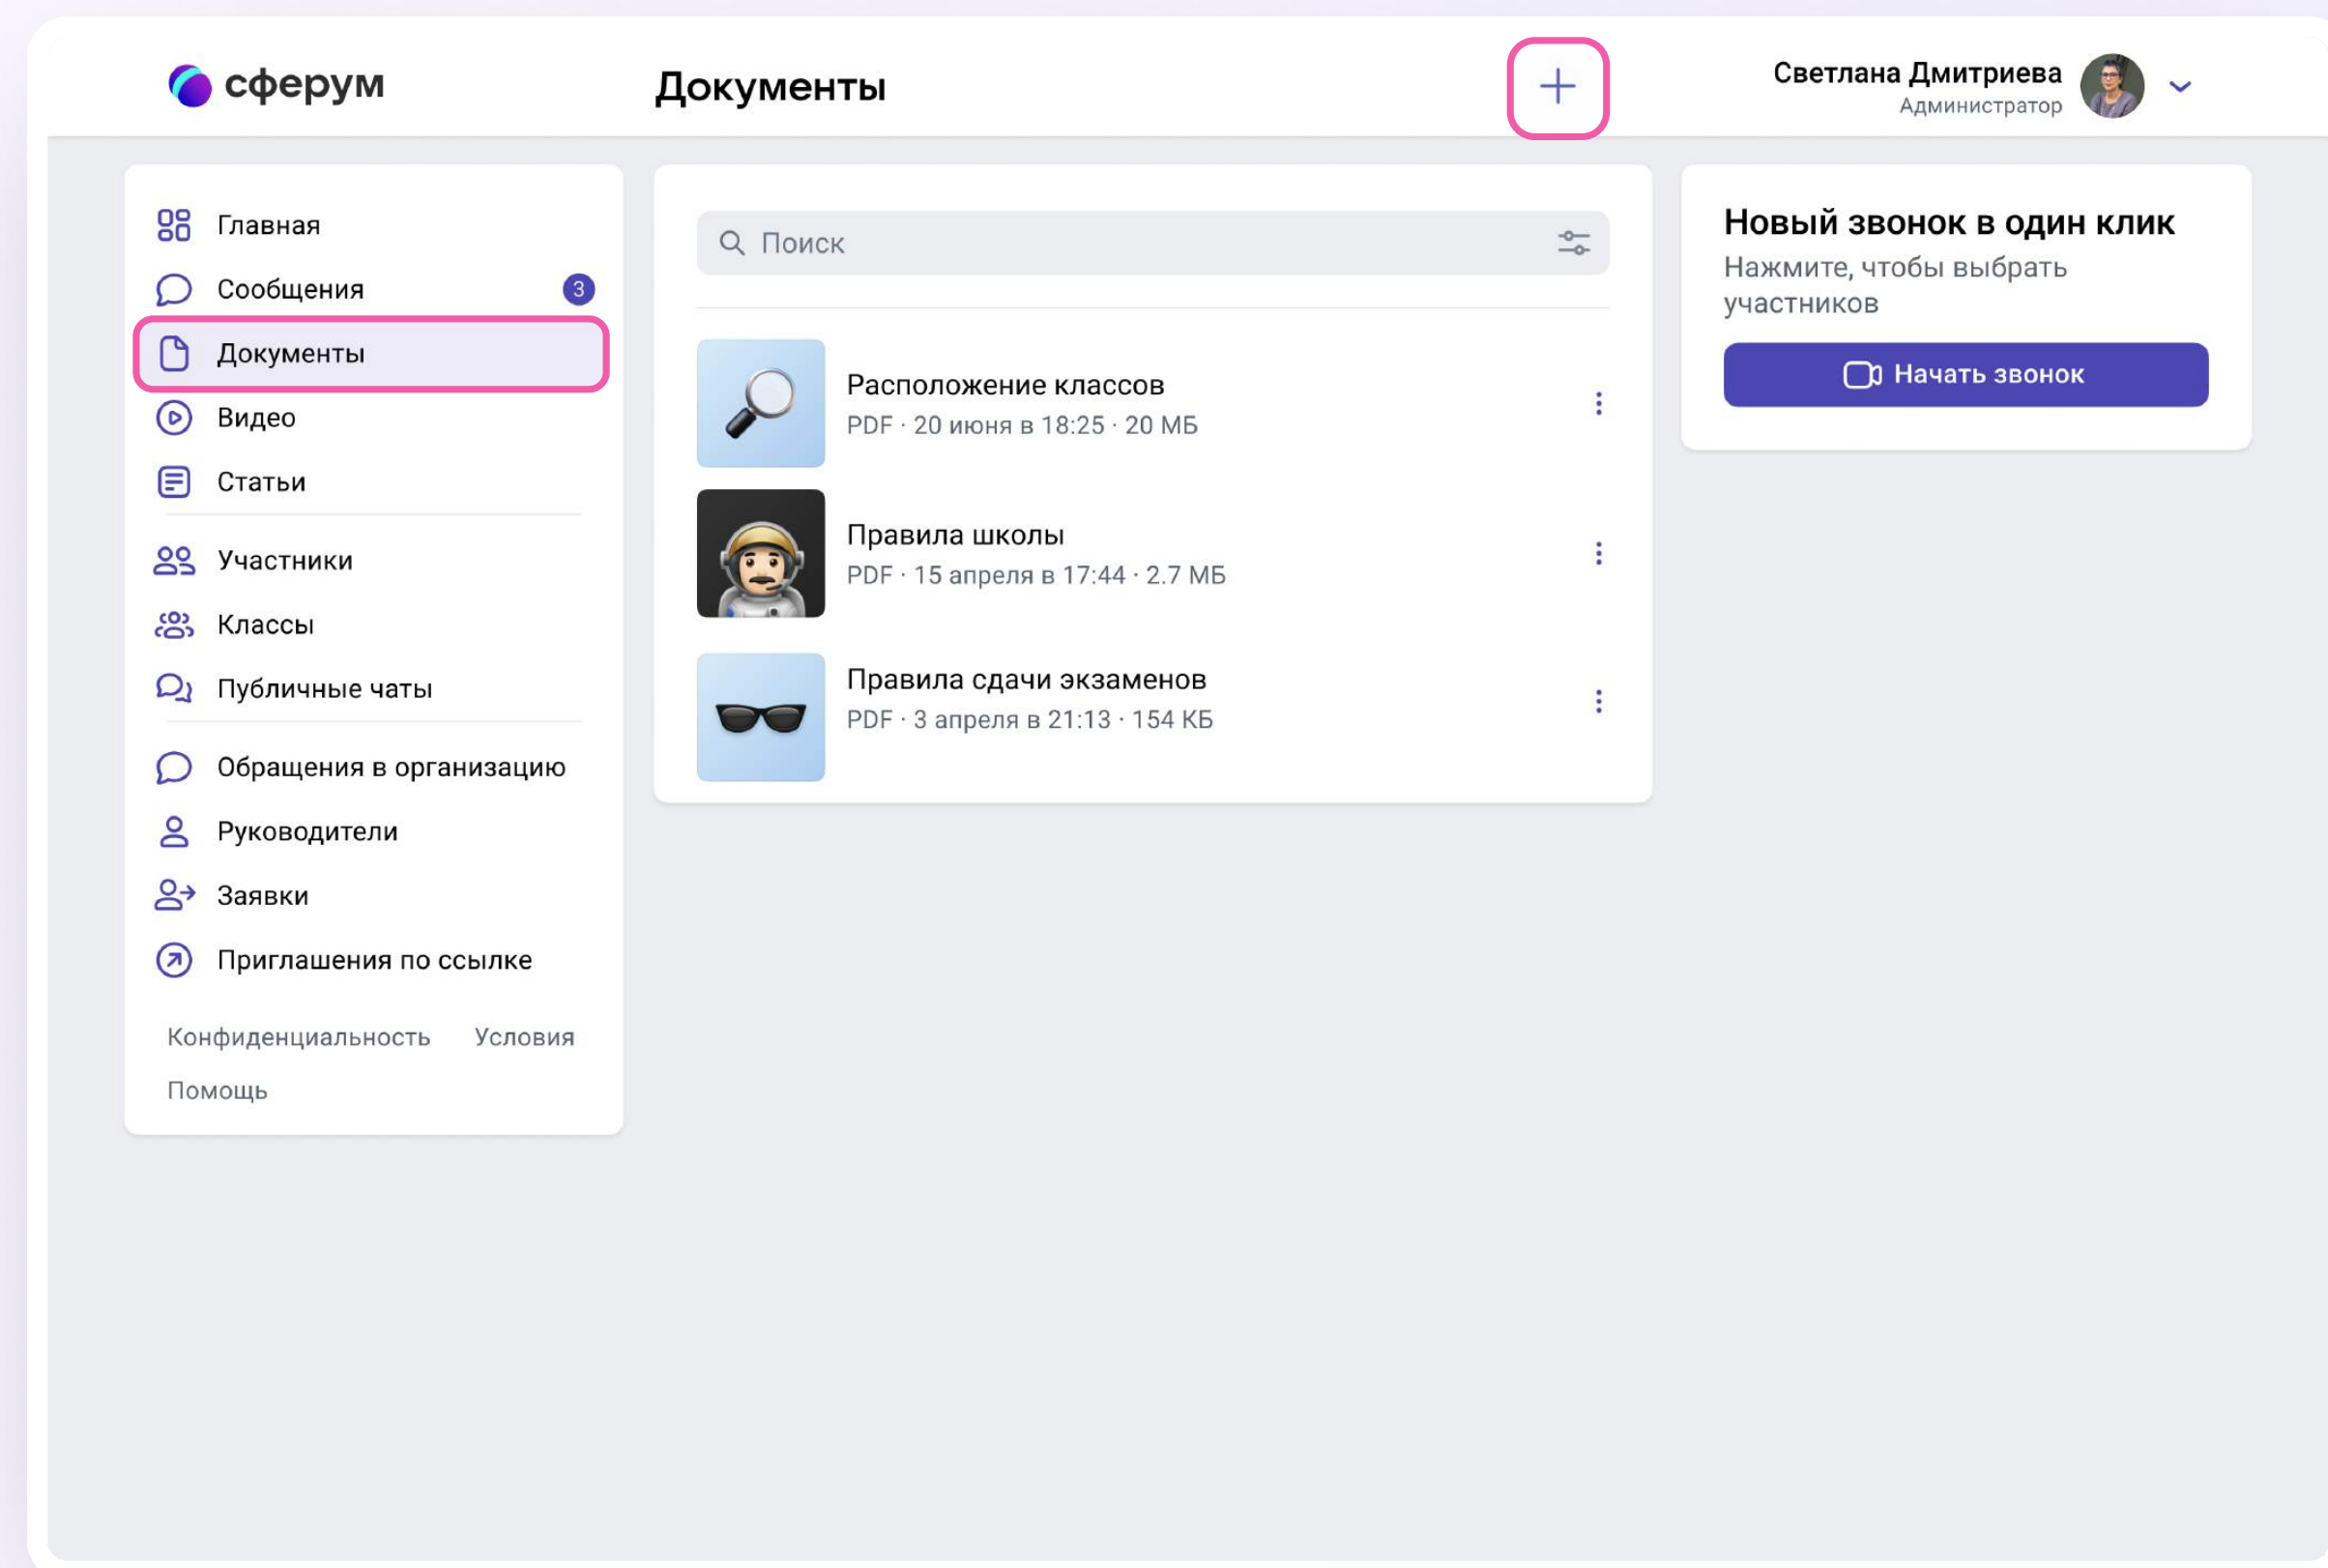 сферум
Документы
Светлана Дмитриева
Администратор
Главная
Сообщения
3
Документы
Видео
Статьи
Участники
Классы
Публичные чаты
Обращения в организацию
Руководители
Заявки
Приглашения по ссылке
Конфиденциальность Условия
Помощь
Поиск
Расположение классов
PDF · 20 июня в 18:25 · 20 МБ
Правила школы
PDF · 15 апреля в 17:44 · 2.7 МБ
Правила сдачи экзаменов
PDF · 3 апреля в 21:13 · 154 КБ
Новый звонок в один клик
Нажмите, чтобы выбрать
участников
Начать звонок